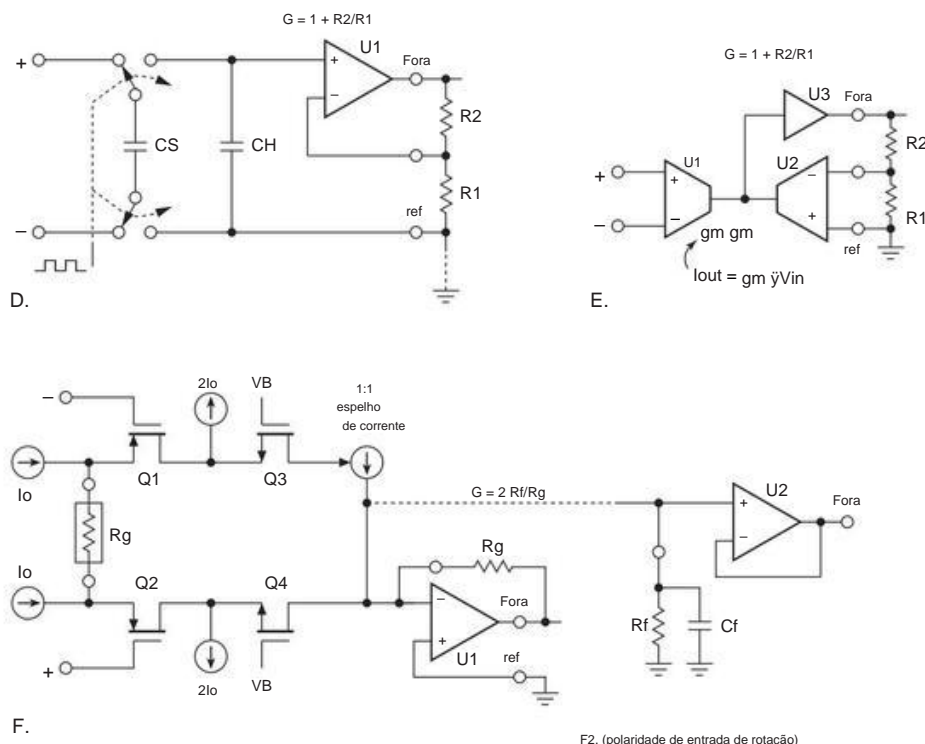 G = 1 + R2/R1
U1
Fora
+
+
−
R2
CS
CH
R1
ref
−
D.
G = 1 + R2/R1
U3
Fora
U1
U2
R2
+
+
−
−
−
+
R1
gm gm
ref
Iout = gm ÿVin
E.
2Io
VB
1:1
espelho
de corrente
−
Io
Q1
Q3
G = 2 Rf/Rg
U2
Fora
+
−
Rg
Rg
Io
Q2
Q4
Fora
−
+
U1
ref
Rf
Cf
+
2Io
VB
F.
F2. (polaridade de entrada de rotação)